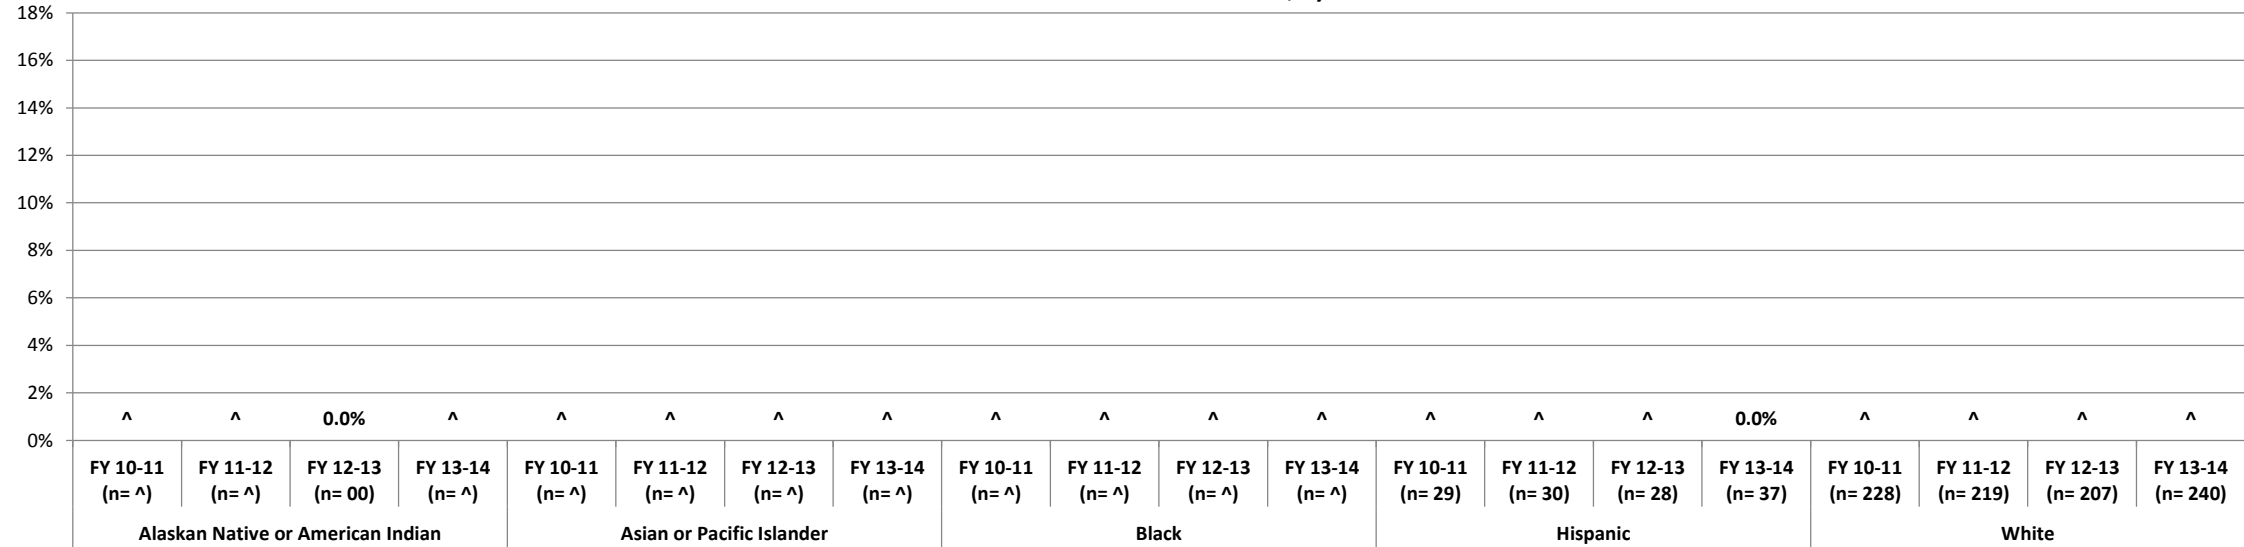 18%
16%
14%
12%
10%
8%
6%
4%
2%
0%
^ ^ 0.0% ^ ^ ^ ^ ^ ^ ^ ^ ^ ^ ^ ^ 0.0% ^ ^ ^ ^
FY 10-11 FY 11-12 FY 12-13 FY 13-14 FY 10-11 FY 11-12 FY 12-13 FY 13-14 FY 10-11 FY 11-12 FY 12-13 FY 13-14 FY 10-11 FY 11-12 FY 12-13 FY 13-14 FY 10-11 FY 11-12 FY 12-13 FY 13-14
(n= ^) (n= ^) (n= 00) (n= ^) (n= ^) (n= ^) (n= ^) (n= ^) (n= ^) (n= ^) (n= ^) (n= ^) (n= 29) (n= 30) (n= 28) (n= 37) (n= 228) (n= 219) (n= 207) (n= 240)
Alaskan Native or American Indian Asian or Pacific Islander Black Hispanic White